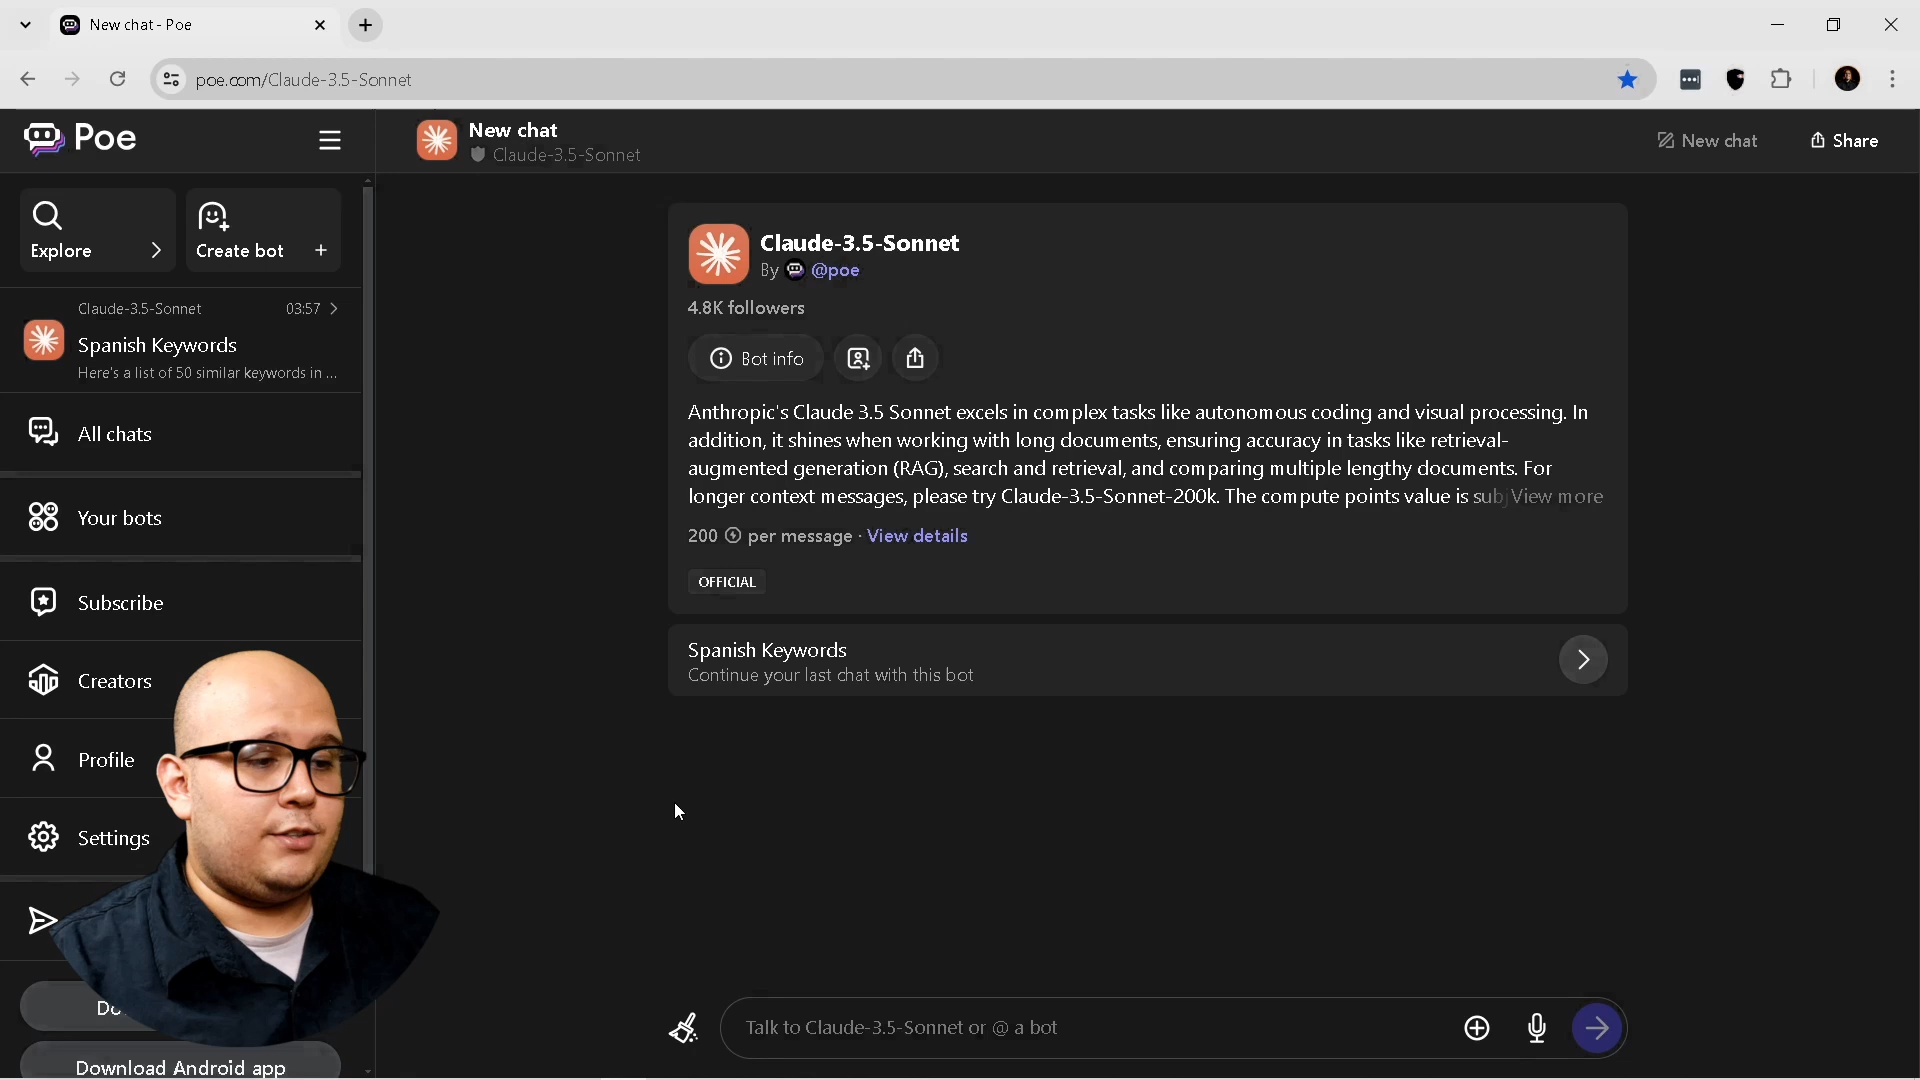 New chat - Poe
poe.com/Claude-3.5-Sonnet
Poe
New chat
Claude-3.5-Sonnet
New chat
Share
Explore
Create bot
Claude-3.5-Sonnet
03:57
Spanish Keywords
Here's a list of 50 similar keywords in ...
All chats
Your bots
Subscribe
Creators
Profile
Settings
Download Android app
Claude-3.5-Sonnet
By @poe
4.8K followers
Bot info
Anthropic's Claude 3.5 Sonnet excels in complex tasks like autonomous coding and visual processing. In
addition, it shines when working with long documents, ensuring accuracy in tasks like retrieval-
augmented generation (RAG), search and retrieval, and comparing multiple lengthy documents. For
longer context messages, please try Claude-3.5-Sonnet-200k. The compute points value is subj View more
200 per message · View details
OFFICIAL
Spanish Keywords
Continue your last chat with this bot
Talk to Claude-3.5-Sonnet or @ a bot